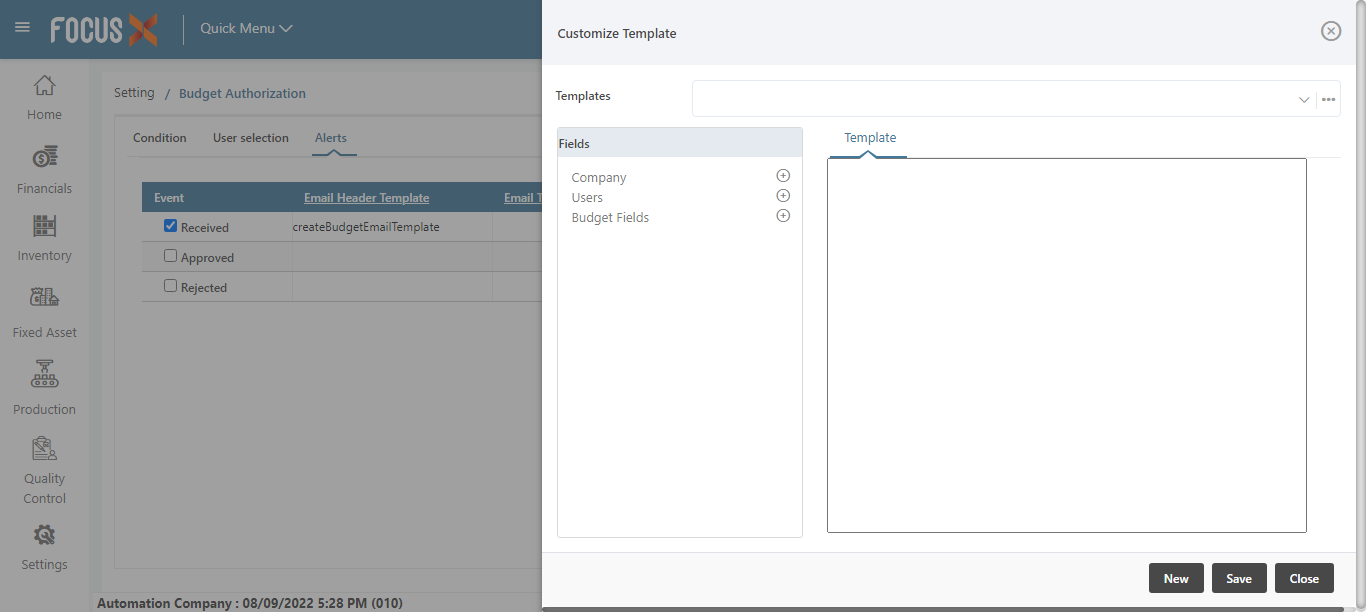 FOCUS X
Quick Menu
Customize Template
Home
Financials
Inventory
Fixed Asset
Production
Quality
Control
Settings
Setting / Budget Authorization
Condition User selection Alerts
Event Email Header Template Email T
Received createBudgetEmailTemplate
Approved
Rejected
Templates
Fields
Company
Users
Budget Fields
Template
New Save Close
Automation Company : 08/09/2022 5:28 PM (010)